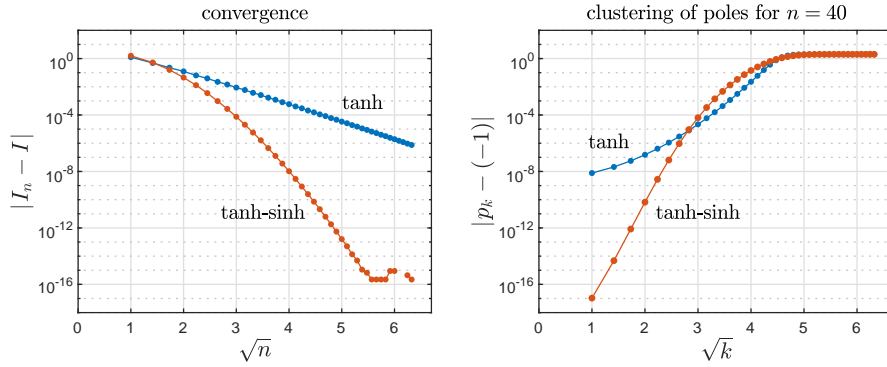 convergence
10^0
10^-4
10^-8
10^-12
10^-16
|I_n − I|
tanh
tanh-sinh
0 1 2 3 4 5 6
√n
clustering of poles for n = 40
10^0
10^-4
10^-8
10^-12
10^-16
|p_k − (−1)|
tanh
tanh-sinh
0 1 2 3 4 5 6
√k